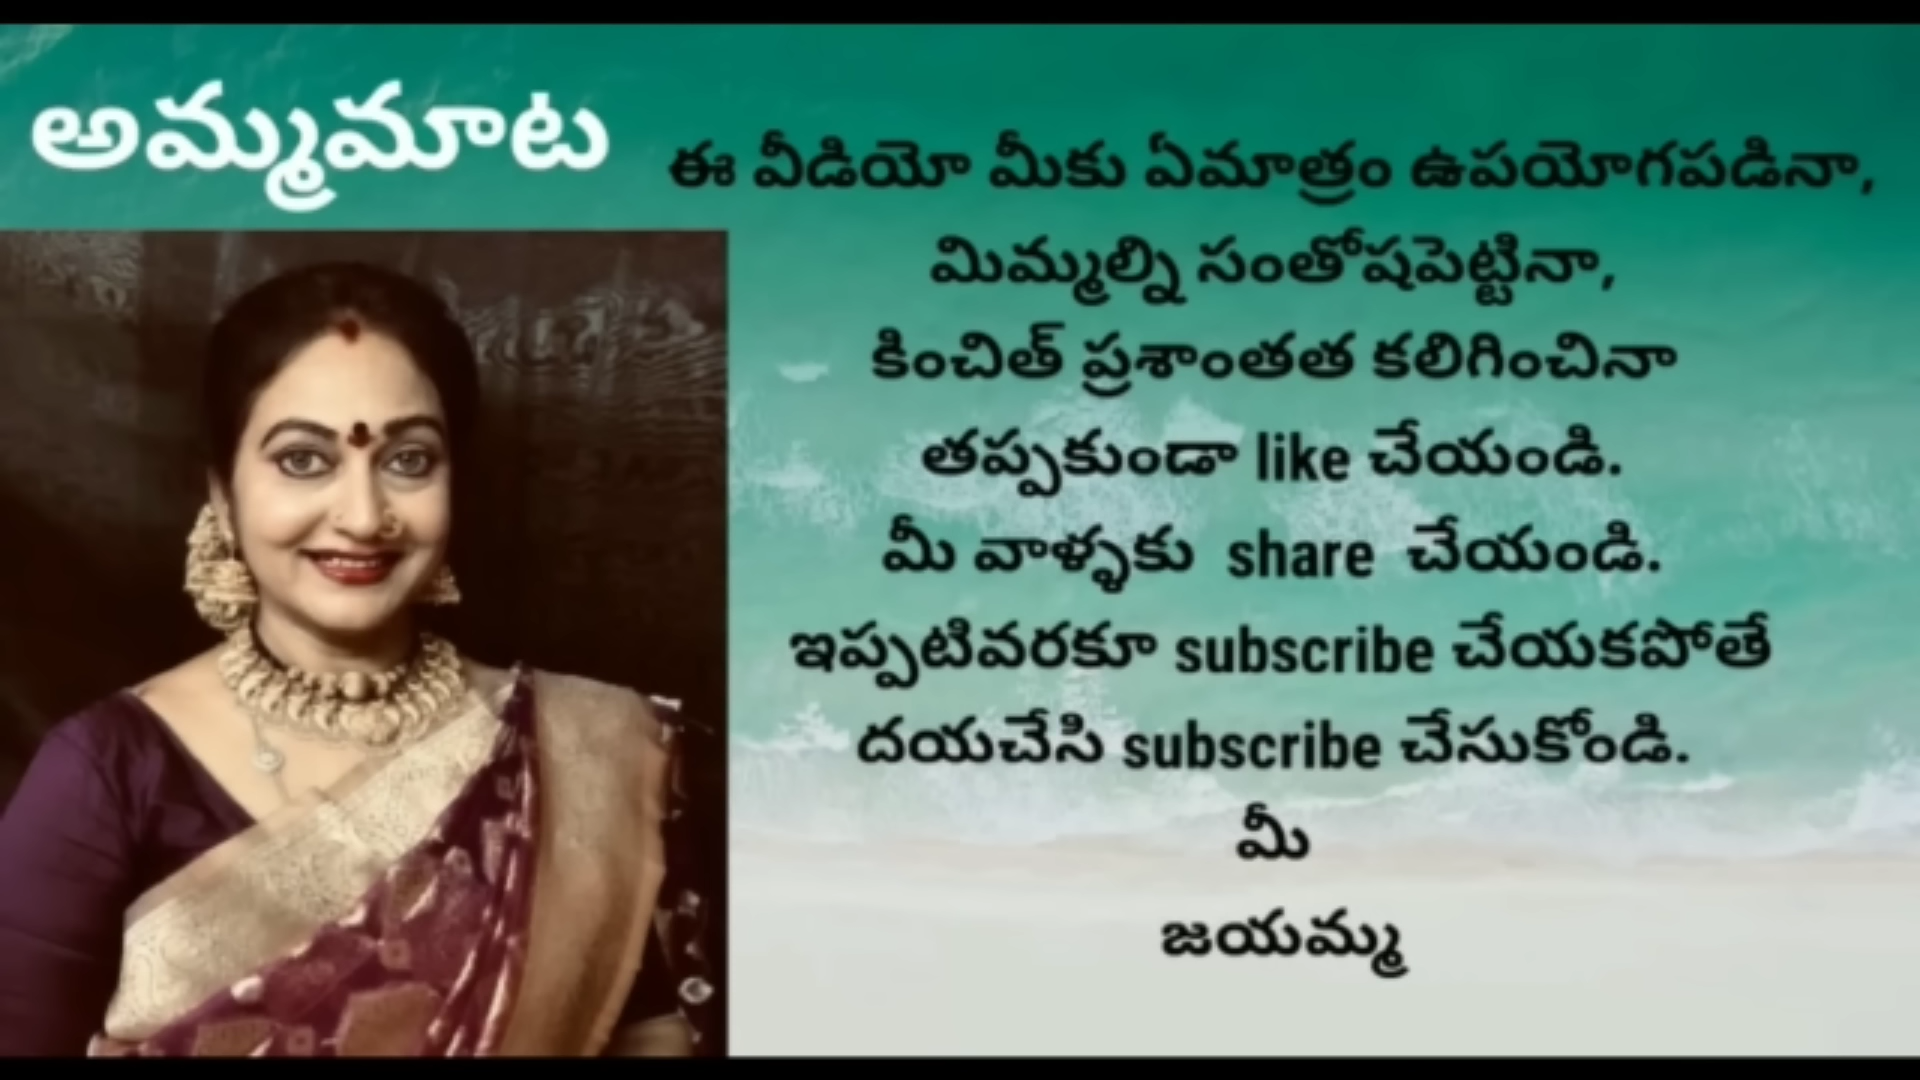 అమ్మమాట
ఈ వీడియో మీకు ఏమాత్రం ఉపయోగపడినా,
మిమ్మల్ని సంతోషపెట్టినా,
కించిత్ ప్రశాంతత కలిగించినా
తప్పకుండా like చేయండి.
మీ వాళ్ళకు share చేయండి.
ఇప్పటివరకూ subscribe చేయకపోతే
దయచేసి subscribe చేసుకోండి.
మీ
జయమ్మ